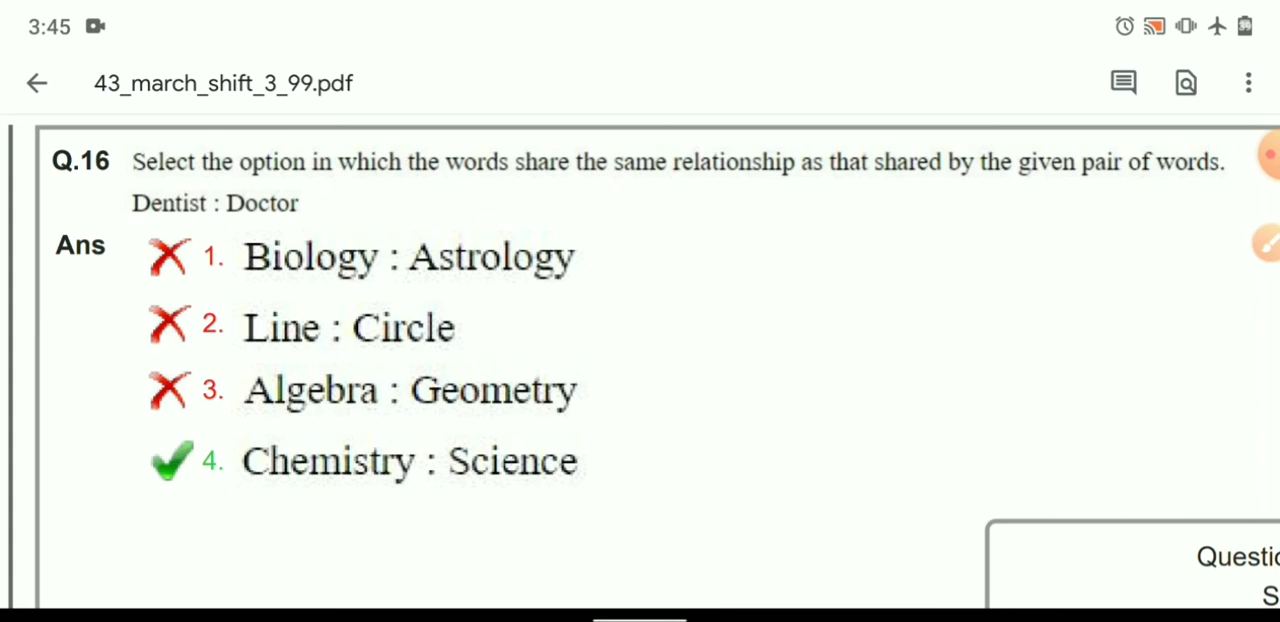 3:45
43_march_shift_3_99.pdf
Q.16 Select the option in which the words share the same relationship as that shared by the given pair of words.
Dentist : Doctor
Ans 1. Biology : Astrology
2. Line : Circle
3. Algebra : Geometry
4. Chemistry : Science